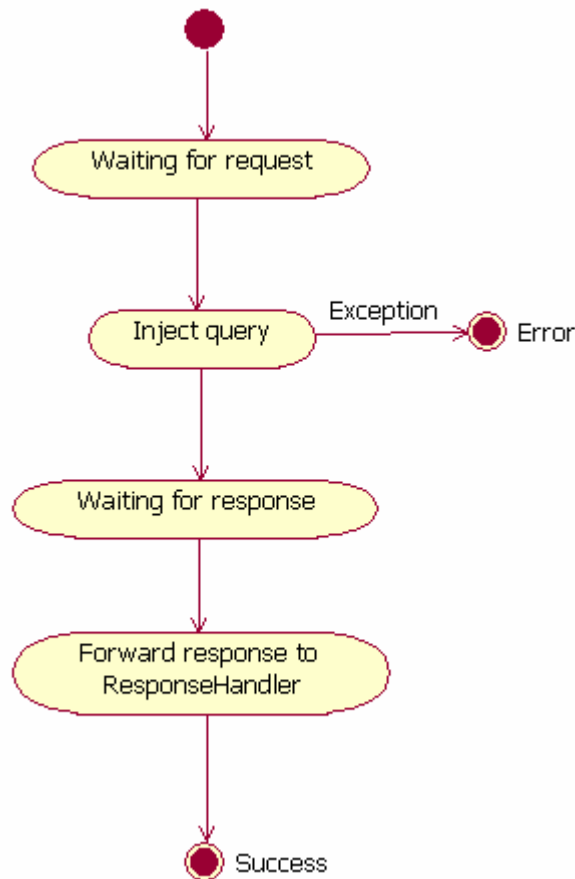 Waiting for request
Inject query
Exception
Error
Waiting for response
Forward response to
ResponseHandler
Success